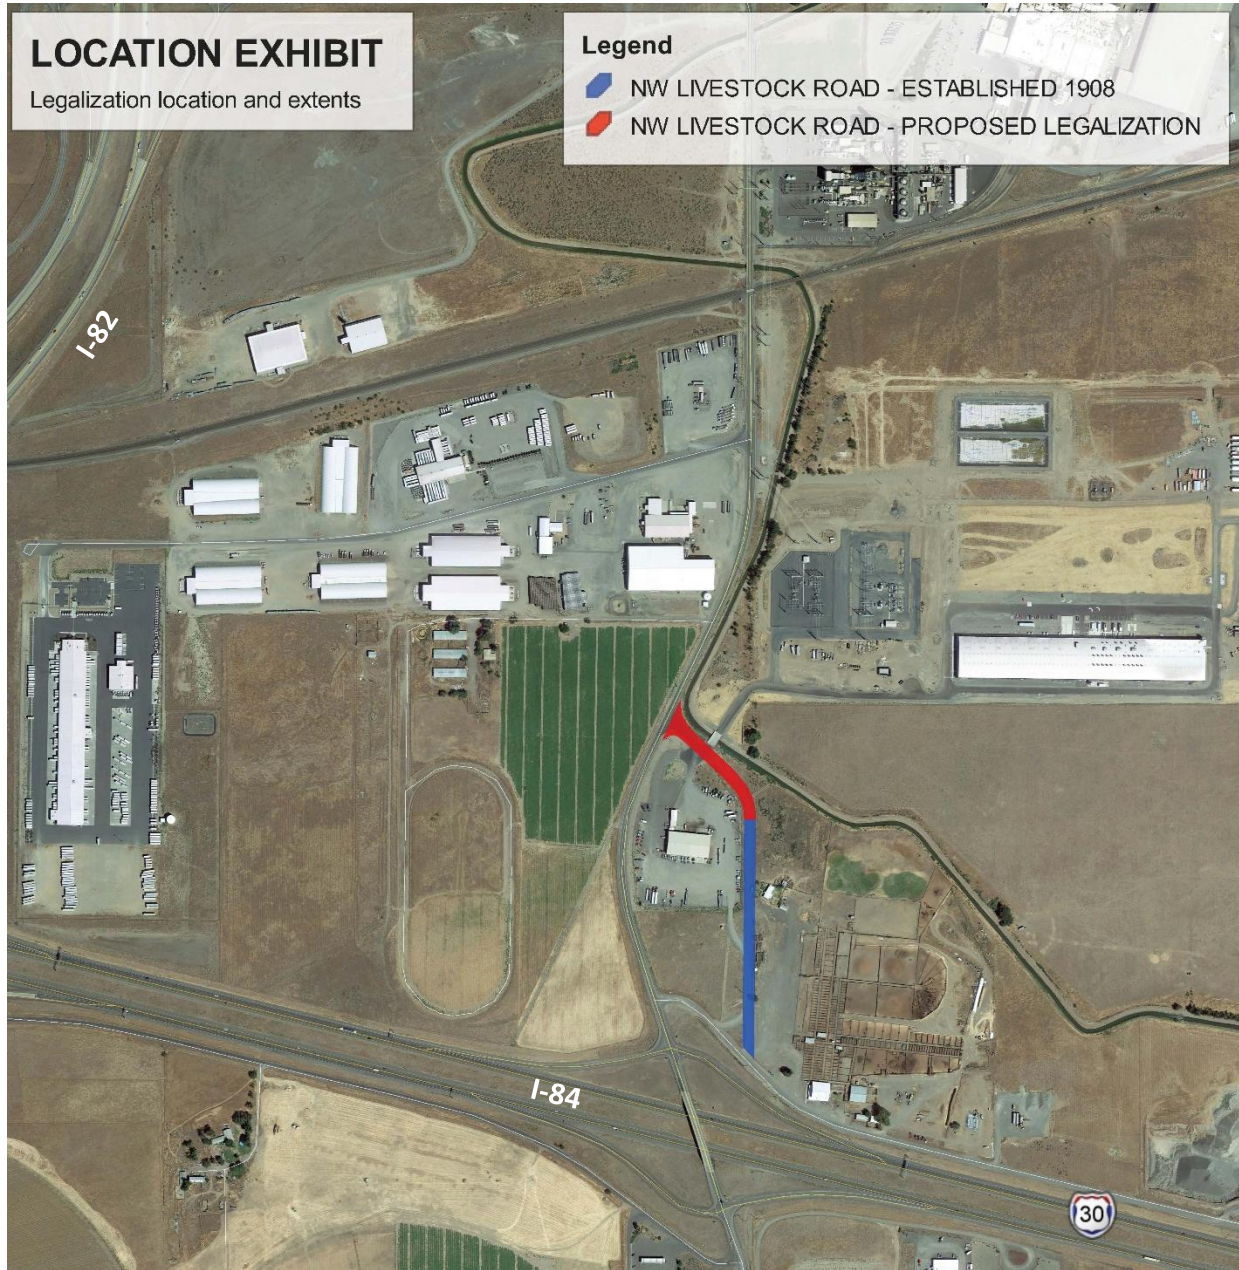 LOCATION EXHIBIT
Legalization location and extents
Legend
NW LIVESTOCK ROAD - ESTABLISHED 1908
NW LIVESTOCK ROAD - PROPOSED LEGALIZATION
I-82
I-84
30